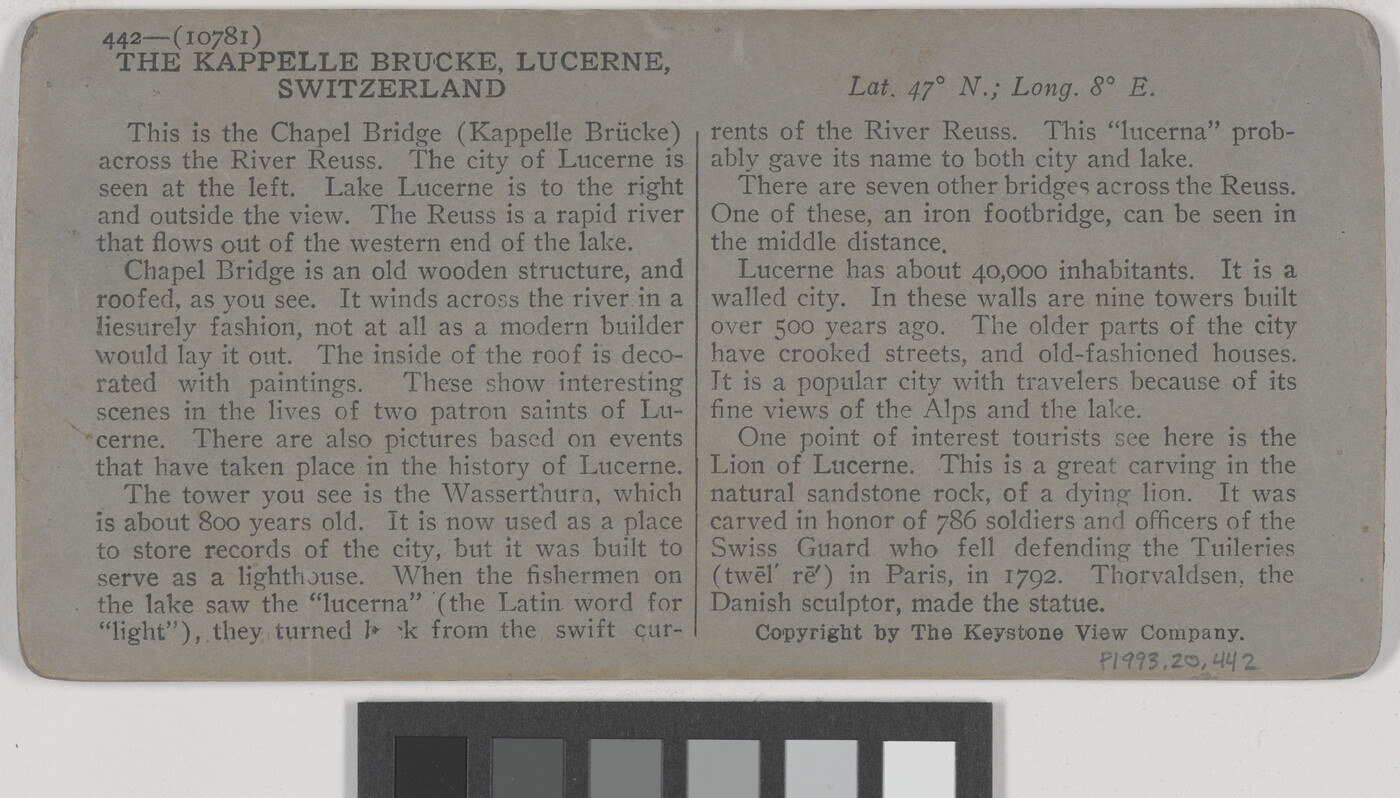 442—(10781)
THE KAPPELLE BRUCKE, LUCERNE,
SWITZERLAND
This is the Chapel Bridge (Kappelle Brücke)
across the River Reuss. The city of Lucerne is
seen at the left. Lake Lucerne is to the right
and outside the view. The Reuss is a rapid river
that flows out of the western end of the lake.
Chapel Bridge is an old wooden structure, and
roofed, as you see. It winds across the river in a
liesurely fashion, not at all as a modern builder
would lay it out. The inside of the roof is deco-
rated with paintings. These show interesting
scenes in the lives of two patron saints of Lu-
cerne. There are also pictures based on events
that have taken place in the history of Lucerne.
The tower you see is the Wasserthurn, which
is about 800 years old. It is now used as a place
to store records of the city, but it was built to
serve as a lighthouse. When the fishermen on
the lake saw the "lucerna" (the Latin word for
"light"), they turned from the swift cur-
Lat. 47° N.; Long. 8° E.
rents of the River Reuss. This "lucerna" prob-
ably gave its name to both city and lake.
There are seven other bridges across the Reuss.
One of these, an iron footbridge, can be seen in
the middle distance.
Lucerne has about 40,000 inhabitants. It is a
walled city. In these walls are nine towers built
over 500 years ago. The older parts of the city
have crooked streets, and old-fashioned houses.
It is a popular city with travelers because of its
fine views of the Alps and the lake.
One point of interest tourists see here is the
Lion of Lucerne. This is a great carving in the
natural sandstone rock, of a dying lion. It was
carved in honor of 786 soldiers and officers of the
Swiss Guard who fell defending the Tuileries
(twēl′ rē′) in Paris, in 1792. Thorvaldsen, the
Danish sculptor, made the statue.
Copyright by The Keystone View Company.
P1993.20.442